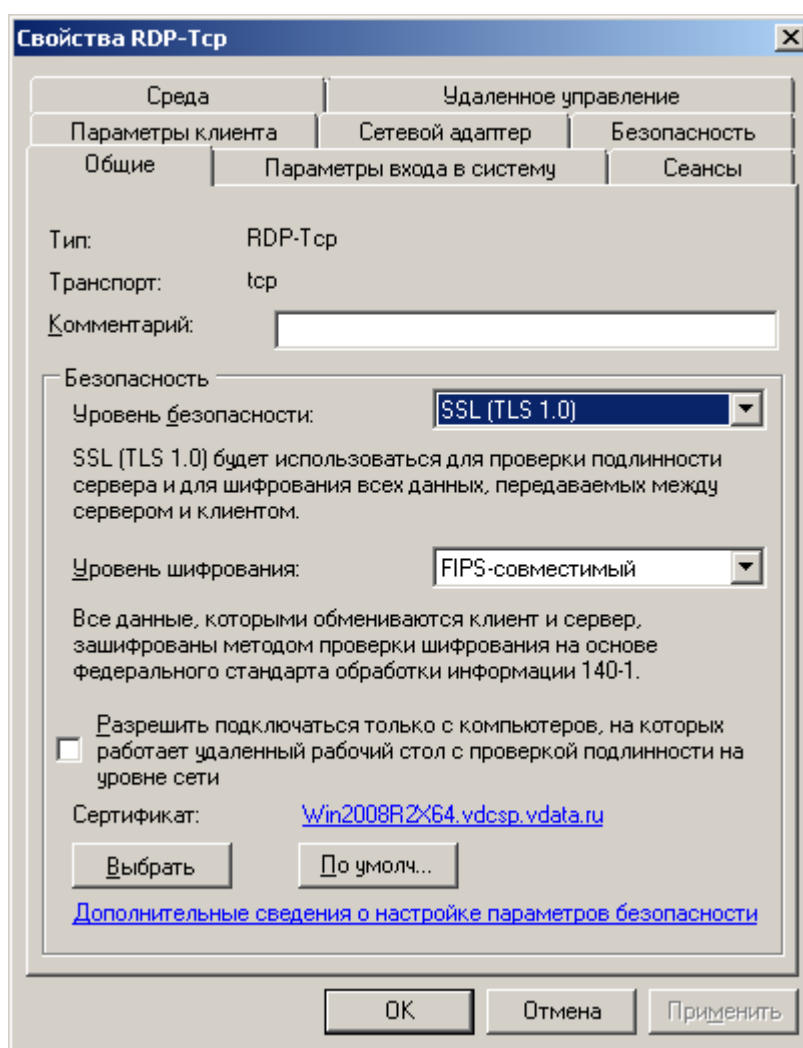 Свойства RDP-Tcp
Среда
Удаленное управление
Параметры клиента
Сетевой адаптер
Безопасность
Общие
Параметры входа в систему
Сеансы
Тип: RDP-Tcp
Транспорт: tcp
Комментарий:
Безопасность
Уровень безопасности: SSL (TLS 1.0)
SSL (TLS 1.0) будет использоваться для проверки подлинности
сервера и для шифрования всех данных, передаваемых между
сервером и клиентом.
Уровень шифрования: FIPS-совместимый
Все данные, которыми обмениваются клиент и сервер,
зашифрованы методом проверки шифрования на основе
федерального стандарта обработки информации 140-1.
Разрешить подключаться только с компьютеров, на которых
работает удаленный рабочий стол с проверкой подлинности на
уровне сети
Сертификат: Win2008R2X64.vdcsp.vdata.ru
Выбрать
По умолч...
Дополнительные сведения о настройке параметров безопасности
OK
Отмена
Применить